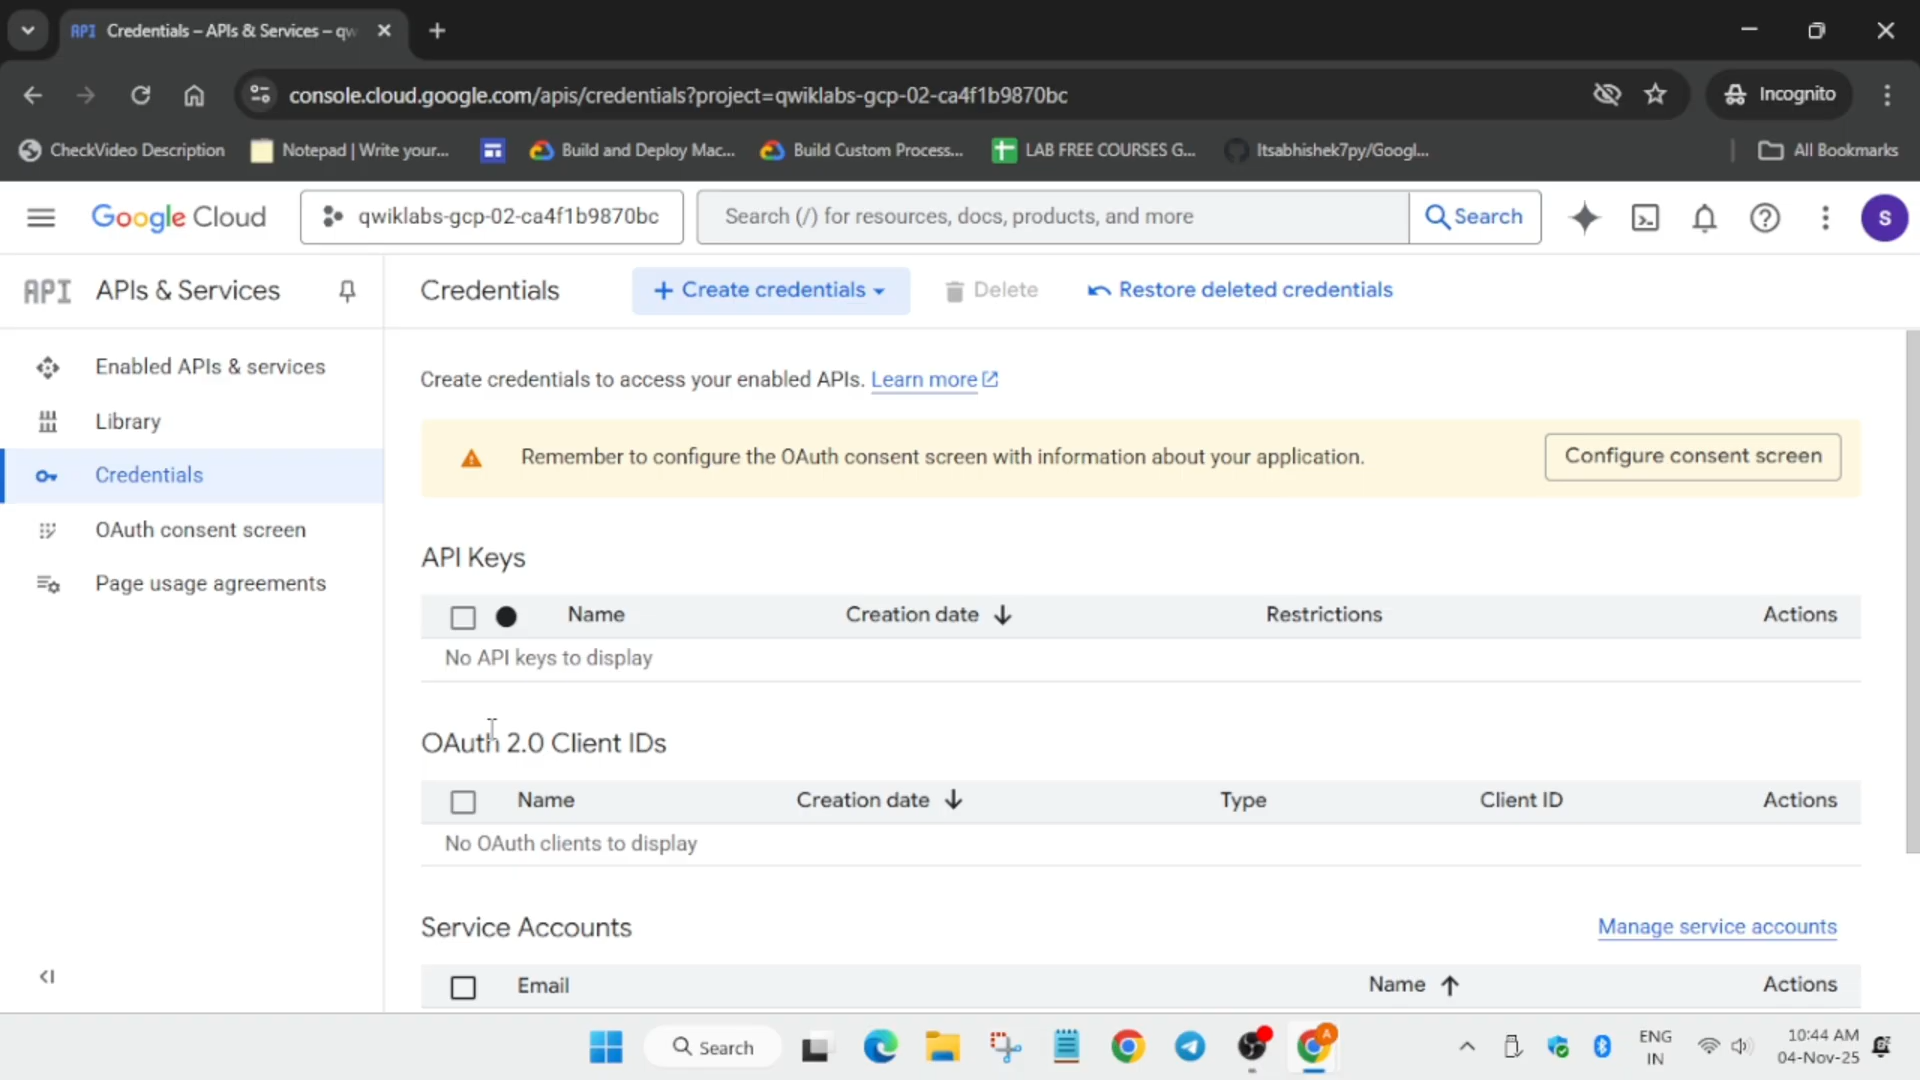 API Credentials – APIs & Services – qw
console.cloud.google.com/apis/credentials?project=qwiklabs-gcp-02-ca4f1b9870bc
Incognito
CheckVideo Description
Notepad | Write your...
Build and Deploy Mac...
Build Custom Process...
LAB FREE COURSES G...
Itsabhishek7py/Googl...
All Bookmarks
Google Cloud
qwiklabs-gcp-02-ca4f1b9870bc
Search (/) for resources, docs, products, and more
Search
S
API APIs & Services
Credentials
+ Create credentials
Delete
Restore deleted credentials
Enabled APIs & services
Library
Credentials
OAuth consent screen
Page usage agreements
Create credentials to access your enabled APIs. Learn more
Remember to configure the OAuth consent screen with information about your application.
Configure consent screen
API Keys
Name Creation date Restrictions Actions
No API keys to display
OAuth 2.0 Client IDs
Name Creation date Type Client ID Actions
No OAuth clients to display
Service Accounts
Manage service accounts
Email Name Actions
Search
A
ENG
IN
10:44 AM
04-Nov-25